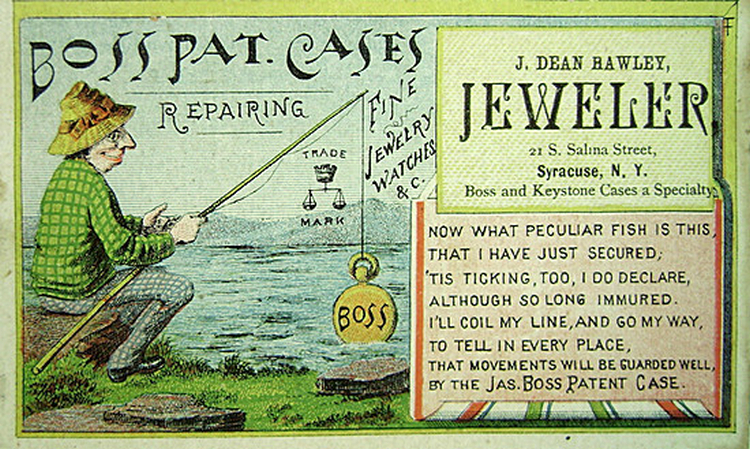 BOSS PAT. CASES
REPAIRING
FINE
JEWELRY
WATCHES
& C.
TRADE
MARK
BOSS
J. DEAN RAWLEY,
JEWELER,
21 S. Salina Street,
Syracuse, N. Y.
Boss and Keystone Cases a Specialty.
NOW WHAT PECULIAR FISH IS THIS,
THAT I HAVE JUST SECURED;
'TIS TICKING, TOO, I DO DECLARE,
ALTHOUGH SO LONG IMMURED.
I'LL COIL MY LINE, AND GO MY WAY,
TO TELL IN EVERY PLACE,
THAT MOVEMENTS WILL BE GUARDED WELL,
BY THE JAS. BOSS PATENT CASE.